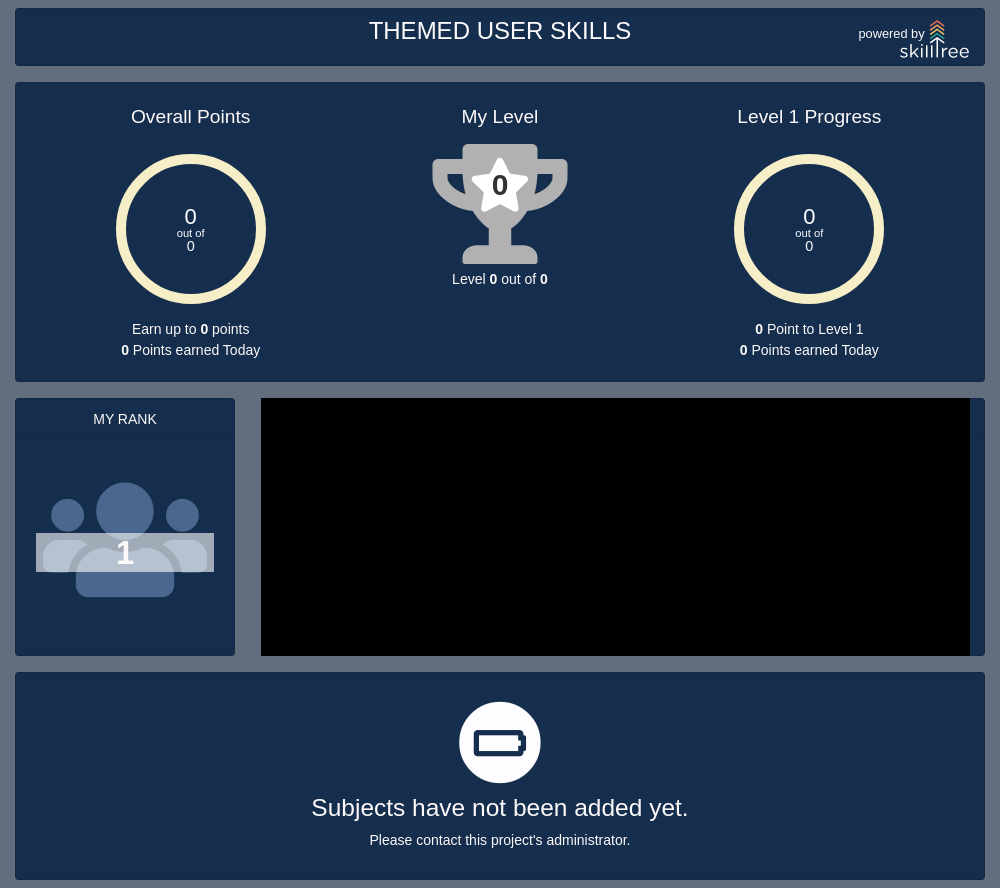 THEMED USER SKILLS
powered by
skilltree
Overall Points
0
out of
0
Earn up to 0 points
0 Points earned Today
My Level
0
Level 0 out of 0
Level 1 Progress
0
out of
0
0 Point to Level 1
0 Points earned Today
MY RANK
1
Subjects have not been added yet.
Please contact this project's administrator.